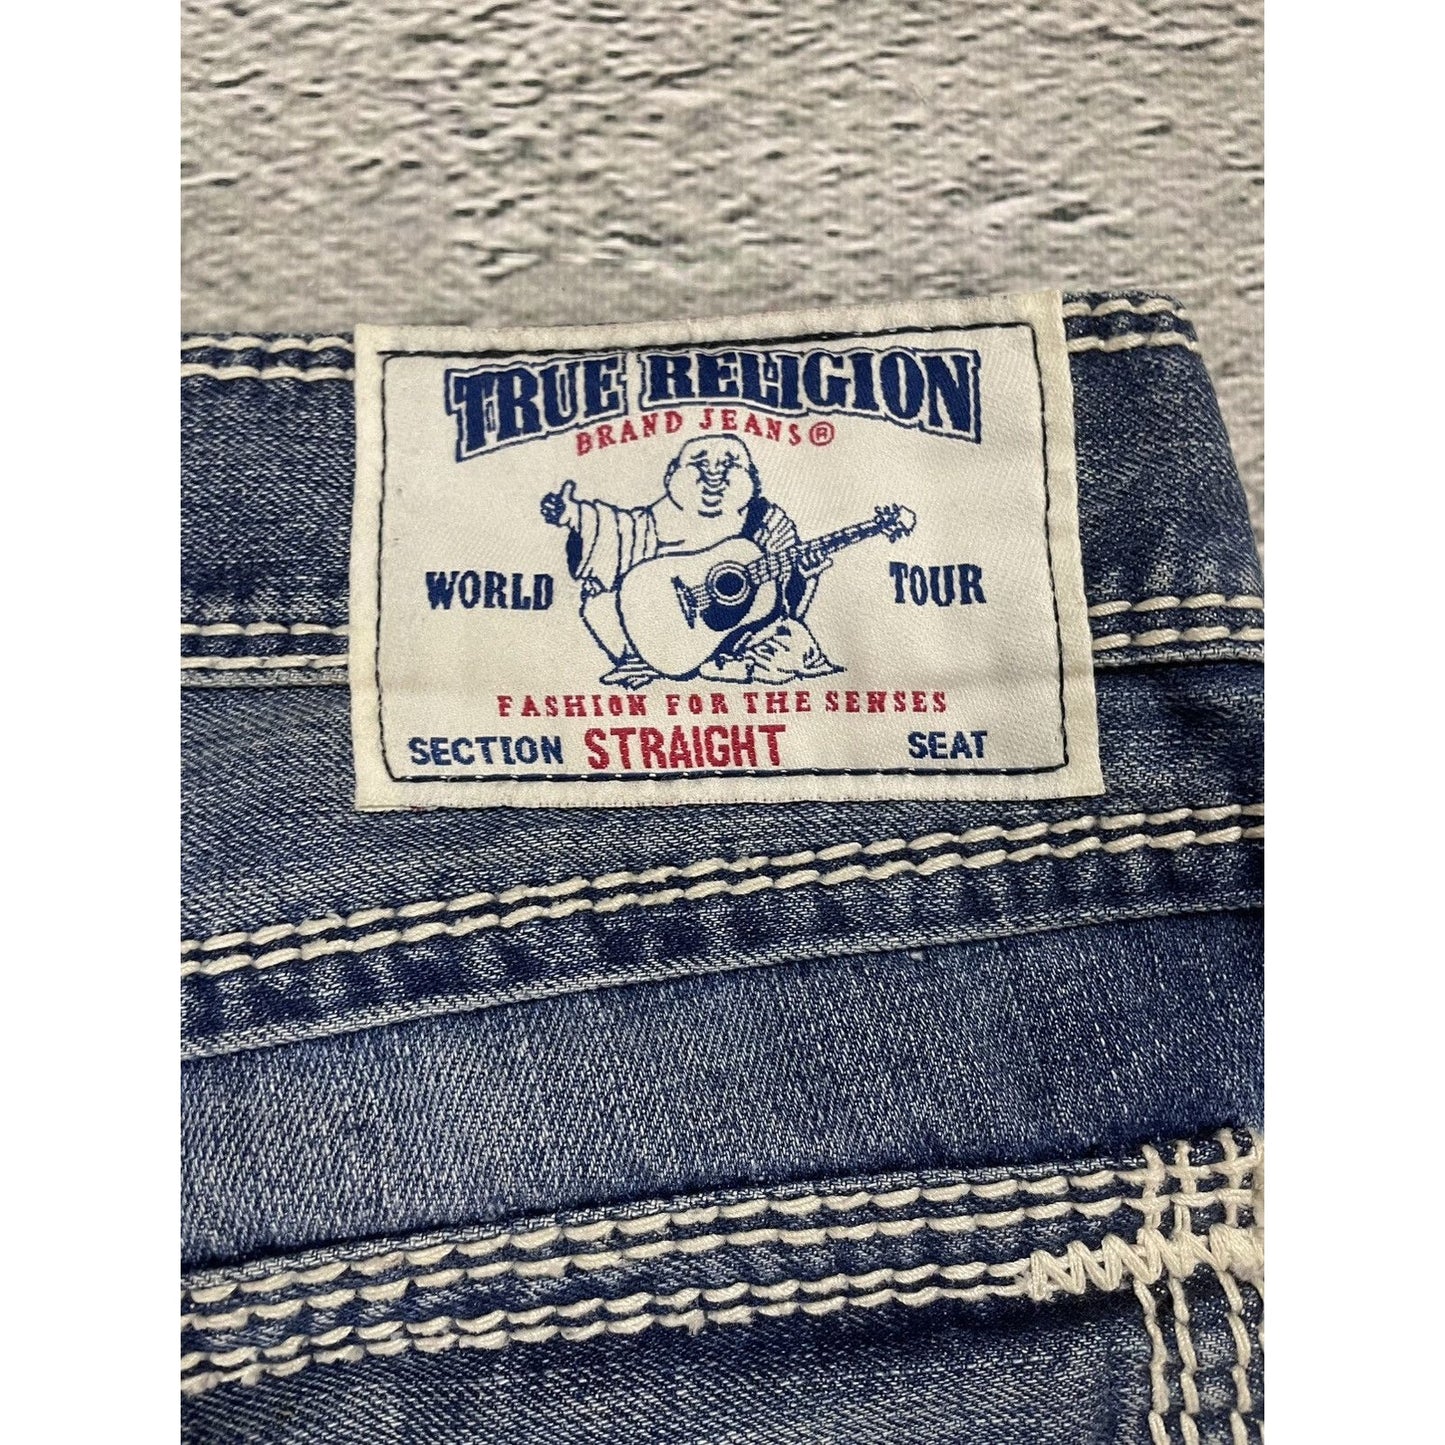 TRUE RELIGION
BRAND JEANS®
WORLD TOUR
FASHION FOR THE SENSES
SECTION STRAIGHT SEAT